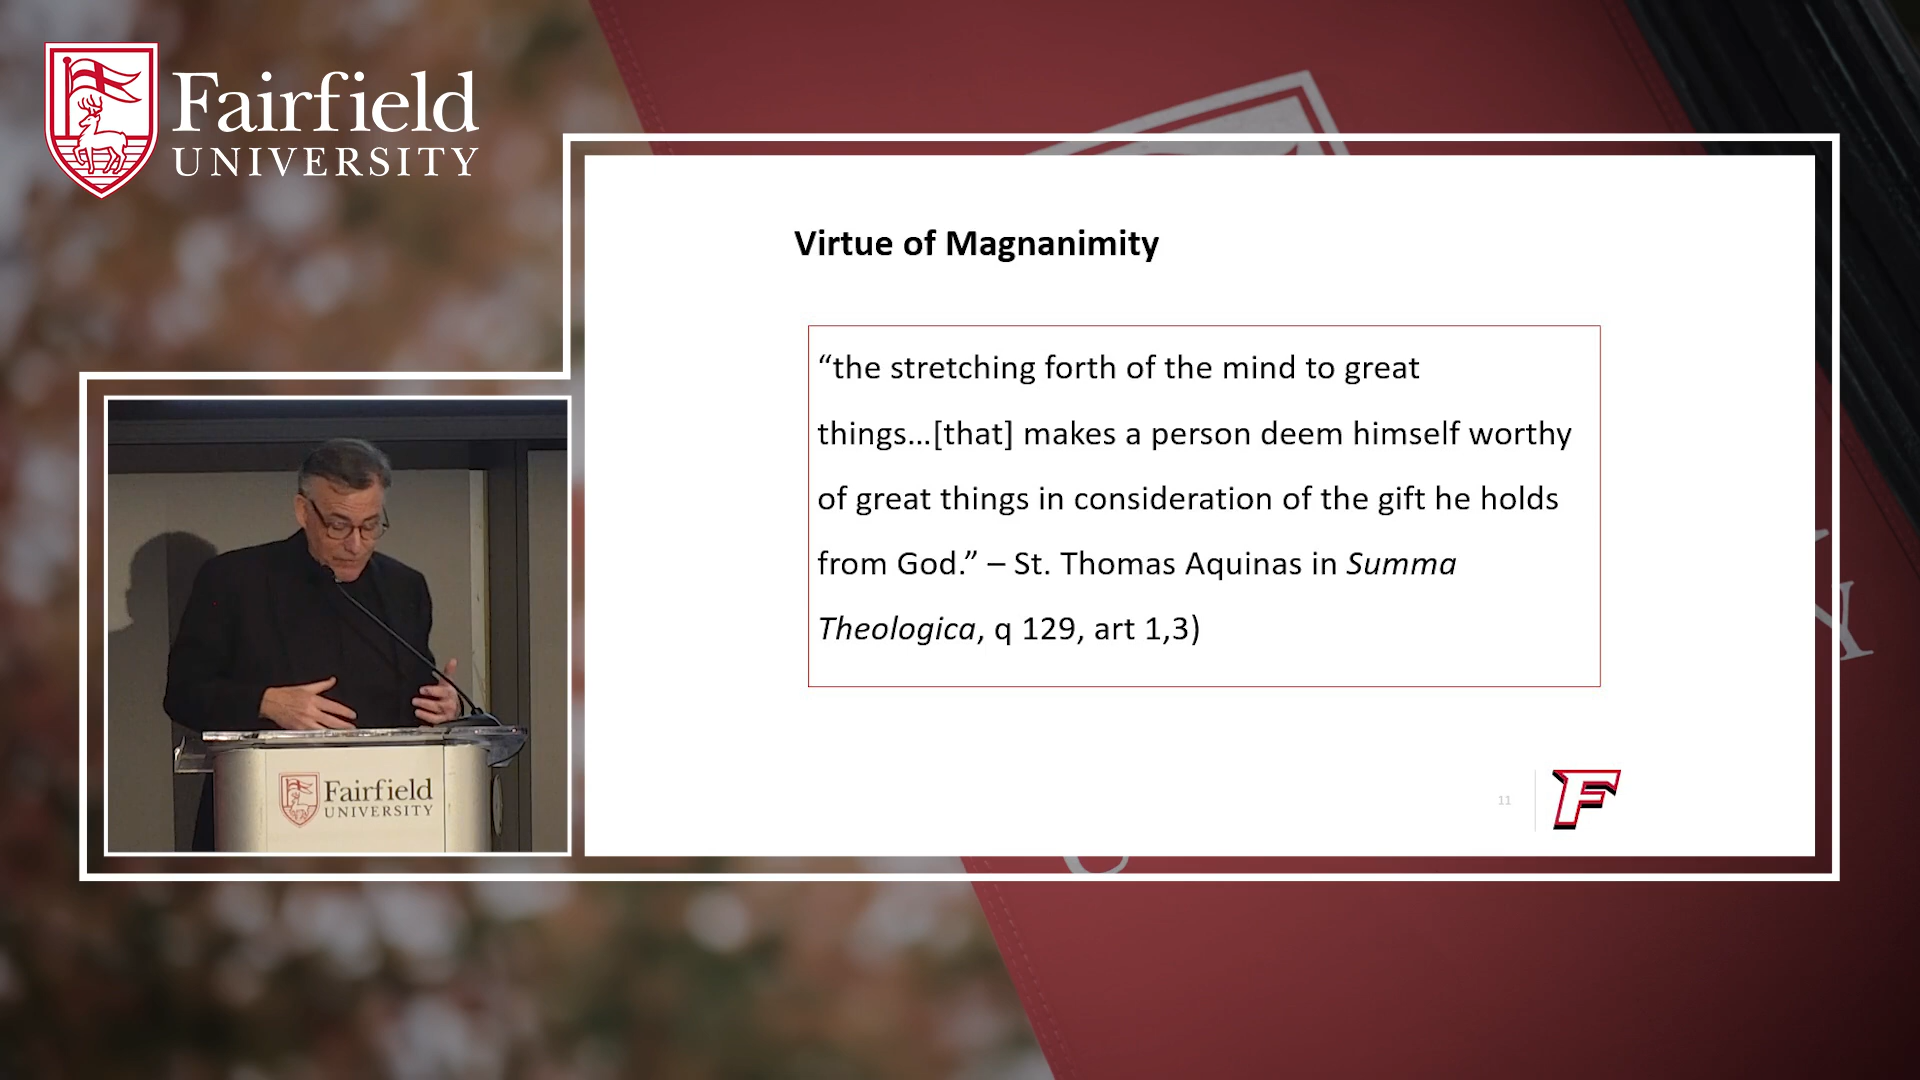 Fairfield
UNIVERSITY
Virtue of Magnanimity
“the stretching forth of the mind to great
things...[that] makes a person deem himself worthy
of great things in consideration of the gift he holds
from God.” – St. Thomas Aquinas in Summa
Theologica, q 129, art 1,3)
11
F
Fairfield
UNIVERSITY